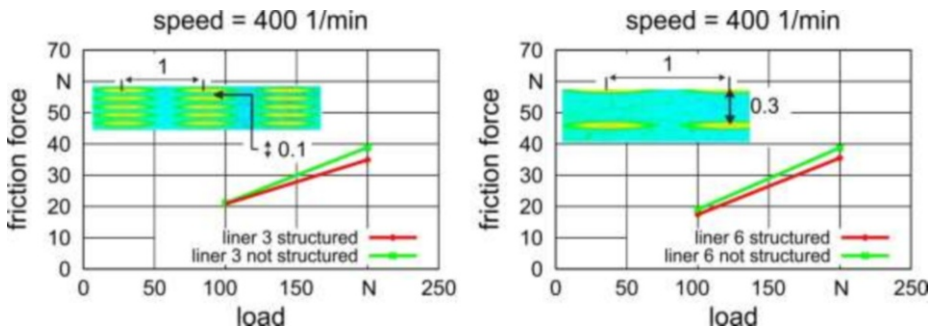 speed = 400 1/min
friction force
70
N
50
40
30
20
10
0
1
0.1
liner 3 structured
liner 3 not structured
0 50 100 150 N 250
load
speed = 400 1/min
friction force
70
N
50
40
30
20
10
0
1
0.3
liner 6 structured
liner 6 not structured
0 50 100 150 N 250
load